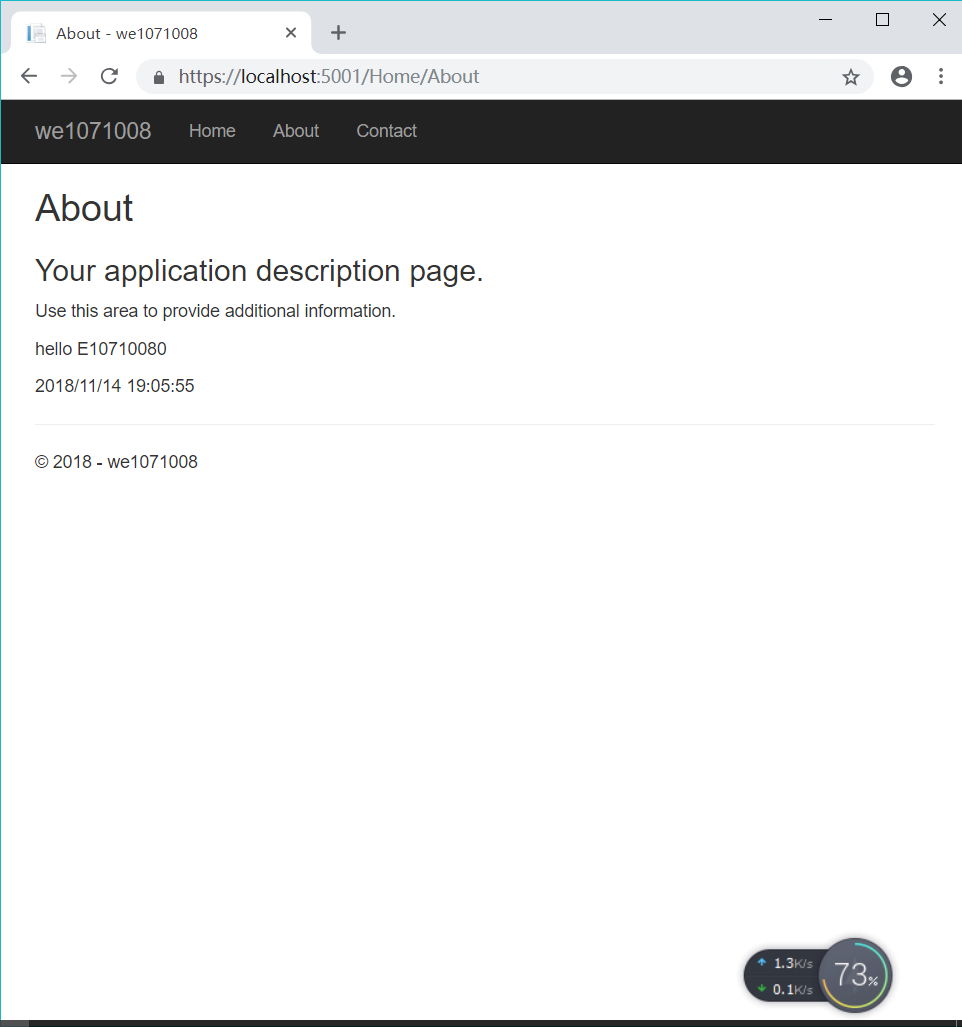 About - we1071008
https://localhost:5001/Home/About
we1071008 Home About Contact
About
Your application description page.
Use this area to provide additional information.
hello E10710080
2018/11/14 19:05:55
© 2018 - we1071008
1.3K/s
0.1K/s
73%